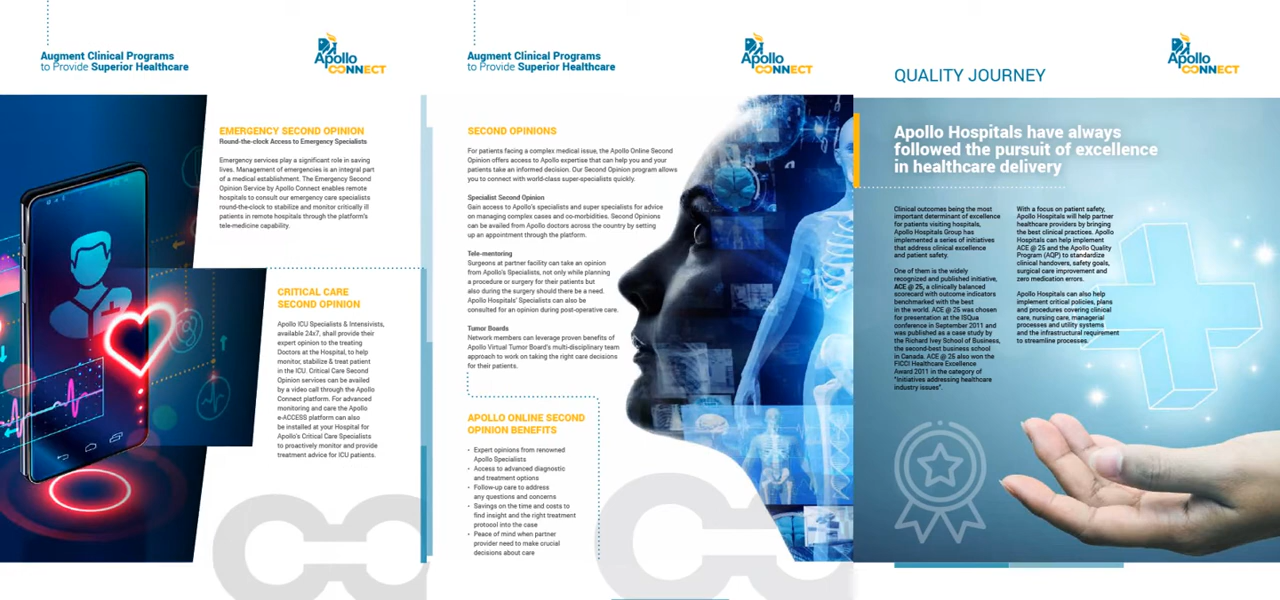 Augment Clinical Programs
to Provide Superior Healthcare
Apollo
CONNECT
EMERGENCY SECOND OPINION
Round-the-clock Access to Emergency Specialists
Emergency services play a significant role in saving
lives. Management of emergencies is an integral part
of a medical establishment. The Emergency Second
Opinion Service by Apollo Connect enables remote
hospitals to consult our emergency care specialists
round-the-clock to stabilize and monitor critically ill
patients in remote hospitals through the platform's
tele-medicine capability.
CRITICAL CARE
SECOND OPINION
Apollo ICU Specialists & Intensivists,
available 24x7, shall provide their
expert opinion to the treating
Doctors at the Hospital, to help
monitor, stabilize & treat patient
in the ICU. Critical Care Second
Opinion services can be availed
by a video call through the Apollo
Connect platform. For advanced
monitoring and care the Apollo
e-ACCESS platform can also
be installed at your Hospital for
Apollo's Critical Care Specialists
to proactively monitor and provide
treatment advice for ICU patients.
Augment Clinical Programs
to Provide Superior Healthcare
Apollo
CONNECT
SECOND OPINIONS
For patients facing a complex medical issue, the Apollo Online Second
Opinion offers access to Apollo expertise that can help you and your
patients take an informed decision. Our Second Opinion program allows
you to connect with world-class super-specialists quickly.
Specialist Second Opinion
Gain access to Apollo's specialists and super specialists for advice
on managing complex cases and co-morbidities. Second Opinions
can be availed from Apollo doctors across the country by setting
up an appointment through the platform.
Tele-mentoring
Surgeons at partner facility can take an opinion
from Apollo's Specialists, not only while planning
a procedure or surgery for their patients but
also during the surgery should there be a need.
Apollo Hospitals' Specialists can also be
consulted for an opinion during post-operative care.
Tumor Boards
Network members can leverage proven benefits of
Apollo Virtual Tumor Board's multi-disciplinary team
approach to work on taking the right care decisions
for their patients.
APOLLO ONLINE SECOND
OPINION BENEFITS
• Expert opinions from renowned
Apollo Specialists
• Access to advanced diagnostic
and treatment options
• Follow-up care to address
any questions and concerns
• Savings on the time and costs to
find insight and the right treatment
protocol into the case
• Peace of mind when partner
provider need to make crucial
decisions about care
QUALITY JOURNEY
Apollo
CONNECT
Apollo Hospitals have always
followed the pursuit of excellence
in healthcare delivery
Clinical outcomes being the most
important determinant of excellence
for patients visiting hospitals,
Apollo Hospitals Group has
implemented a series of initiatives
that address clinical excellence
and patient safety.
One of them is the widely
recognized and published initiative,
ACE @ 25, a clinically balanced
scorecard with outcome indicators
benchmarked with the best
in the world. ACE @ 25 was chosen
for presentation at the ISQua
conference in September 2011 and
was published as a case study by
the Richard Ivey School of Business,
the second-best business school
in Canada. ACE @ 25 also won the
FICCI Healthcare Excellence
Award 2011 in the category of
"Initiatives addressing healthcare
industry issues".
With a focus on patient safety,
Apollo Hospitals will help partner
healthcare providers by bringing
the best clinical practices. Apollo
Hospitals can help implement
ACE @ 25 and the Apollo Quality
Program (AQP) to standardize
clinical handovers, safety goals,
surgical care improvement and
zero medication errors.
Apollo Hospitals can also help
implement critical policies, plans
and procedures covering clinical
care, nursing care, managerial
processes and utility systems
and the infrastructural requirement
to streamline processes.